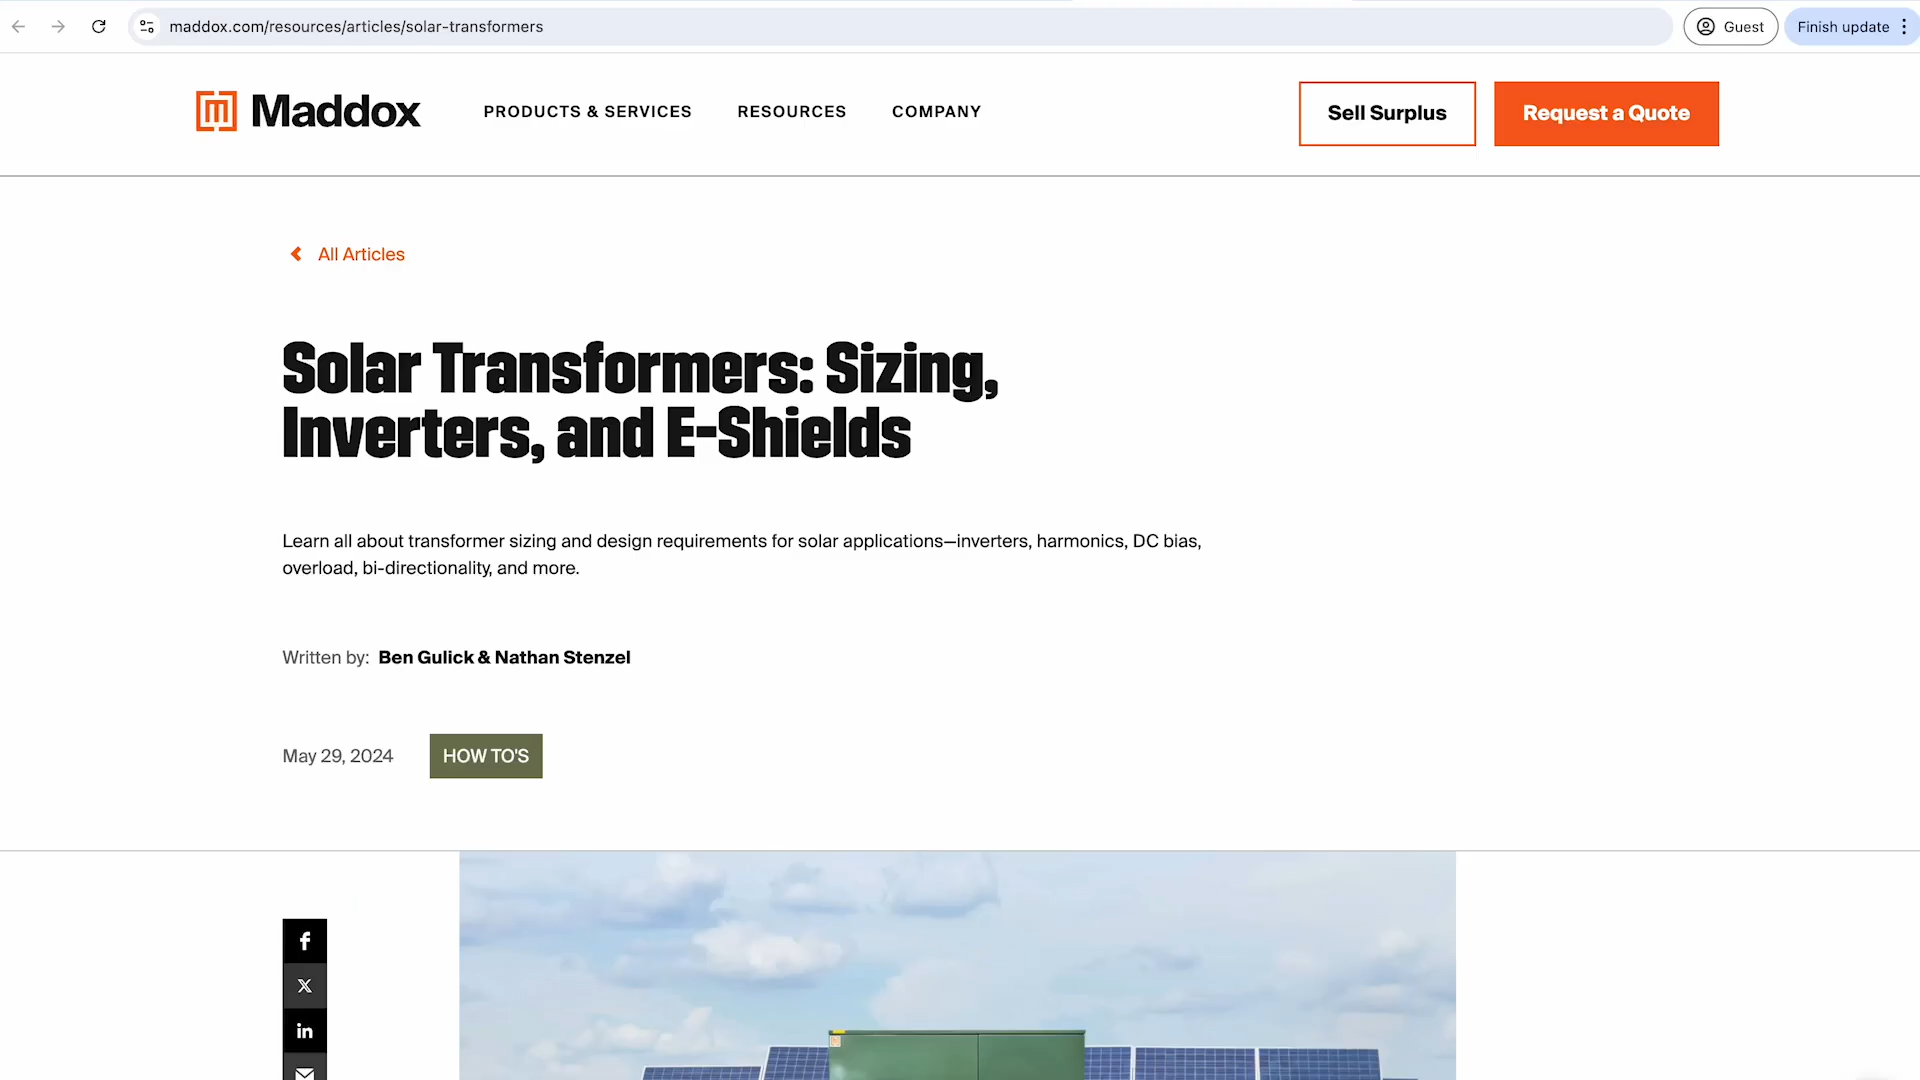 maddox.com/resources/articles/solar-transformers
Guest
Finish update
Maddox
PRODUCTS & SERVICES
RESOURCES
COMPANY
Sell Surplus
Request a Quote
All Articles
Solar Transformers: Sizing,
Inverters, and E-Shields
Learn all about transformer sizing and design requirements for solar applications—inverters, harmonics, DC bias,
overload, bi-directionality, and more.
Written by: Ben Gulick & Nathan Stenzel
May 29, 2024
HOW TO'S